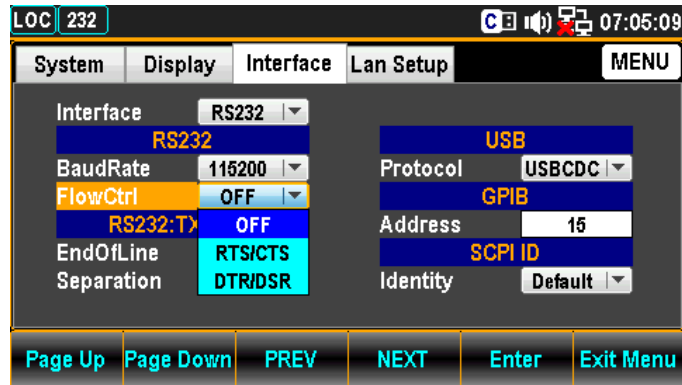 LOC 232 C 07:05:09
System Display Interface Lan Setup MENU
Interface RS232
RS232 USB
BaudRate 115200 Protocol USBCDC
FlowCtrl OFF GPIB
RS232:TX OFF Address 15
EndOfLine RTS/CTS SCPI ID
Separation DTR/DSR Identity Default
Page Up Page Down PREV NEXT Enter Exit Menu